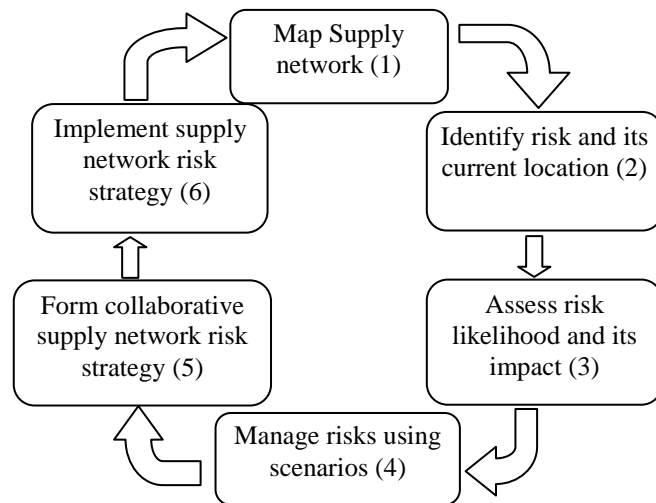 Map Supply
network (1)
Identify risk and its
current location (2)
Assess risk
likelihood and its
impact (3)
Manage risks using
scenarios (4)
Form collaborative
supply network risk
strategy (5)
Implement supply
network risk
strategy (6)